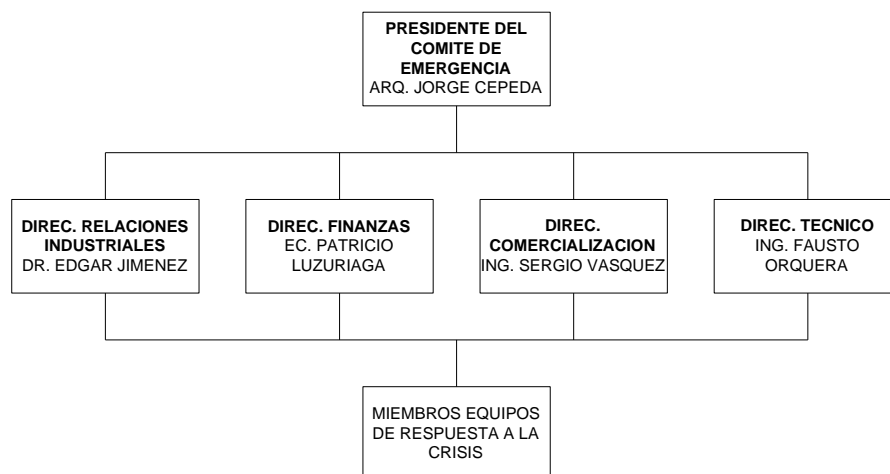 PRESIDENTE DEL
COMITE DE
EMERGENCIA
ARQ. JORGE CEPEDA
DIREC. RELACIONES
INDUSTRIALES
DR. EDGAR JIMENEZ
DIREC. FINANZAS
EC. PATRICIO
LUZURIAGA
DIREC.
COMERCIALIZACION
ING. SERGIO VASQUEZ
DIREC. TECNICO
ING. FAUSTO
ORQUERA
MIEMBROS EQUIPOS
DE RESPUESTA A LA
CRISIS